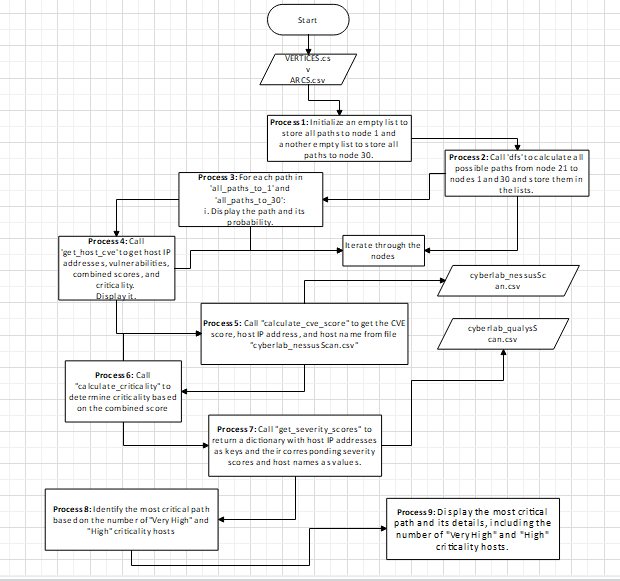 Start
VERTICES.cs
v
ARCS.csv
Process 1: Initialize an empty list to
store all paths to node 1 and
another empty list to store all
paths to node 30.
Process 2: Call 'dfs' to calculate all
possible paths from node 21 to
nodes 1 and 30 and store them in
the lists.
Process 3: For each path in
'all_paths_to_1' and
'all_paths_to_30':
i. Display the path and its
probability.
Iterate through the
nodes
Process 4: Call
'get_host_cve' to get host IP
addresses, vulnerabilities,
combined scores, and
criticality.
Display it.
cyberlab_nessusSc
an.csv
Process 5: Call "calculate_cve_score" to get the CVE
score, host IP address, and host name from file
"cyberlab_nessusScan.csv"
cyberlab_qualysS
can.csv
Process 6: Call
"calculate_criticality" to
determine criticality based
on the combined score
Process 7: Call "get_severity_scores" to
return a dictionary with host IP addresses
as keys and their corresponding severity
scores and host names as values.
Process 8: Identify the most critical path
based on the number of "Very High" and
"High" criticality hosts
Process 9: Display the most critical
path and its details, including the
number of "Very High" and "High"
criticality hosts.